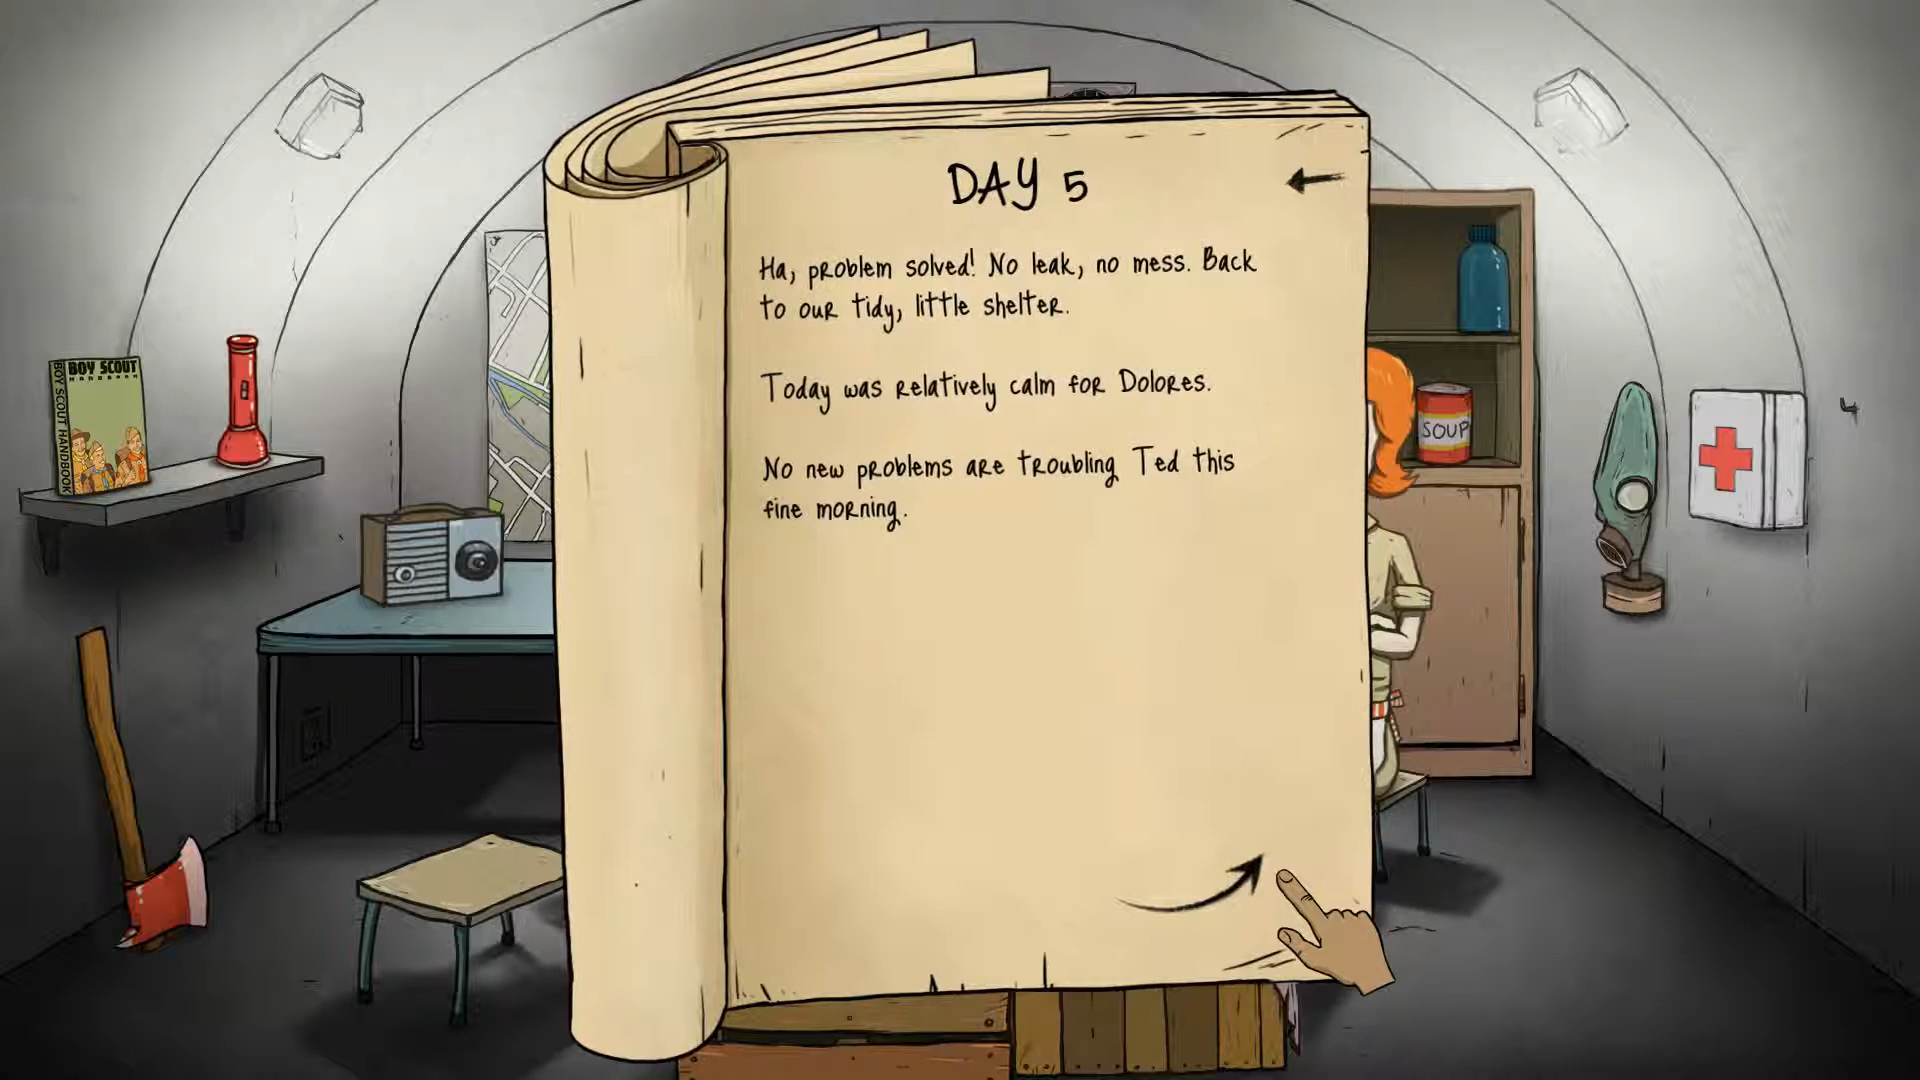 DAY 5
Ha, problem solved! No leak, no mess. Back
to our tidy, little shelter.
Today was relatively calm for Dolores.
No new problems are troubling Ted this
fine morning.
BOY SCOUT
HANDBOOK
BOY SCOUT HANDBOOK
SOUP